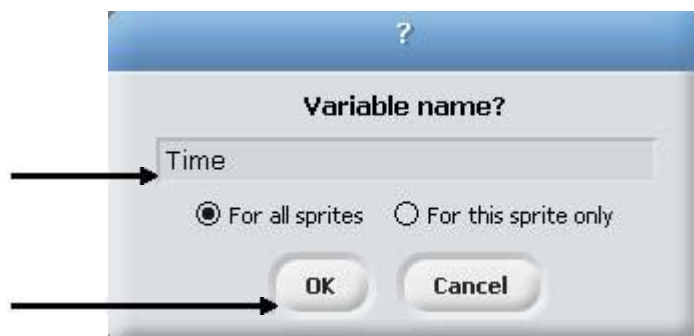 ?
Variable name?
Time
For all sprites For this sprite only
OK Cancel